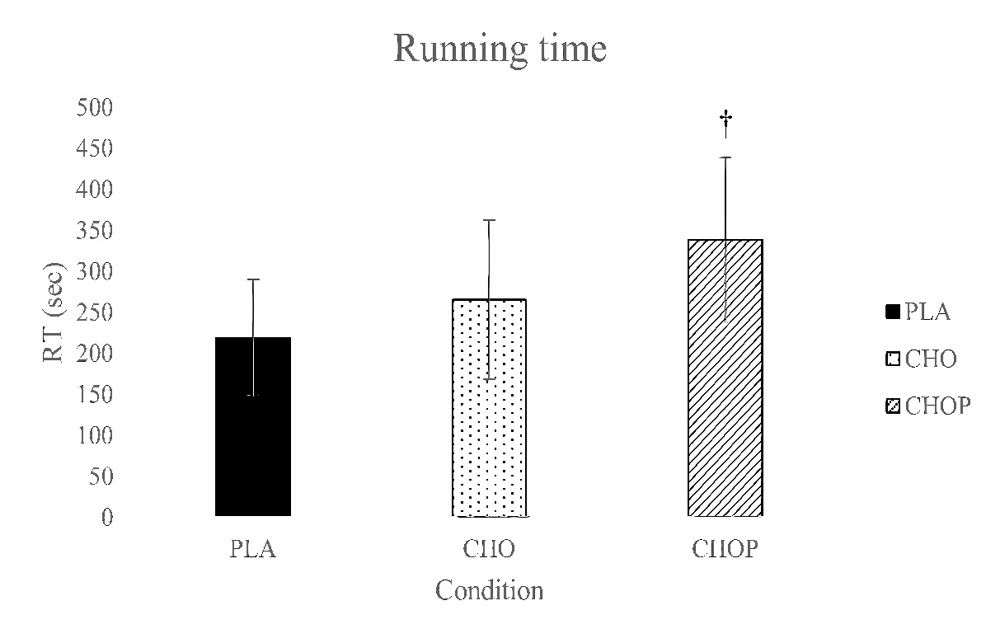 Running time
500
450
400
350
300
250
200
150
100
50
0
RT (sec)
†
PLA
CHO
CHOP
Condition
PLA
CHO
CHOP